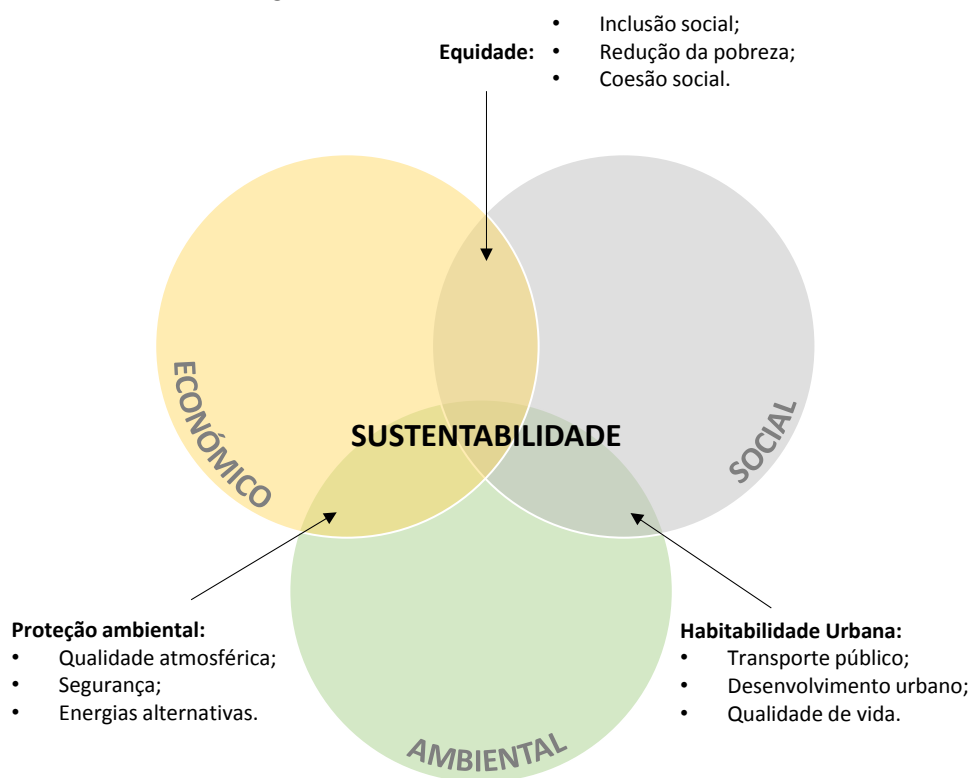 Equidade:
• Inclusão social;
• Redução da pobreza;
• Coesão social.
ECONÓMICO
SOCIAL
SUSTENTABILIDADE
Proteção ambiental:
• Qualidade atmosférica;
• Segurança;
• Energias alternativas.
Habitabilidade Urbana:
• Transporte público;
• Desenvolvimento urbano;
• Qualidade de vida.
AMBIENTAL